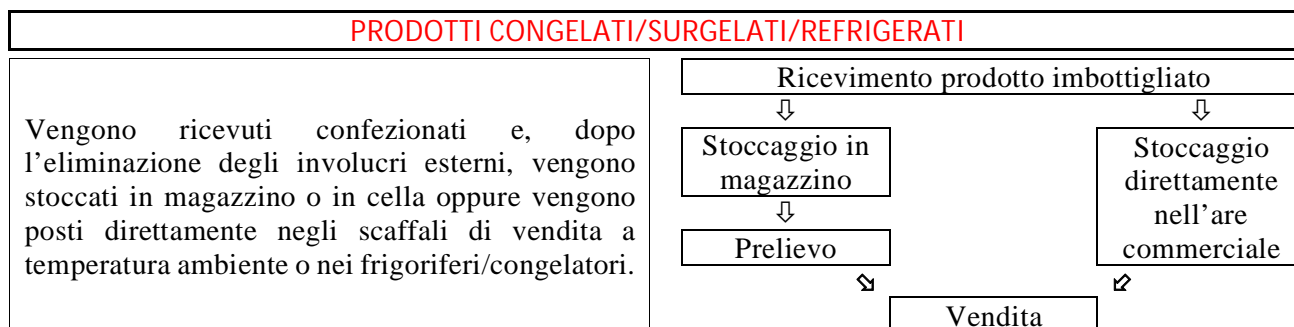 PRODOTTI CONGELATI/SURGELATI/REFRIGERATI
Vengono ricevuti confezionati e, dopo
l’eliminazione degli involucri esterni, vengono
stoccati in magazzino o in cella oppure vengono
posti direttamente negli scaffali di vendita a
temperatura ambiente o nei frigoriferi/congelatori.
Ricevimento prodotto imbottigliato
Stoccaggio in
magazzino
Prelievo
Stoccaggio
direttamente
nell’are
commerciale
Vendita